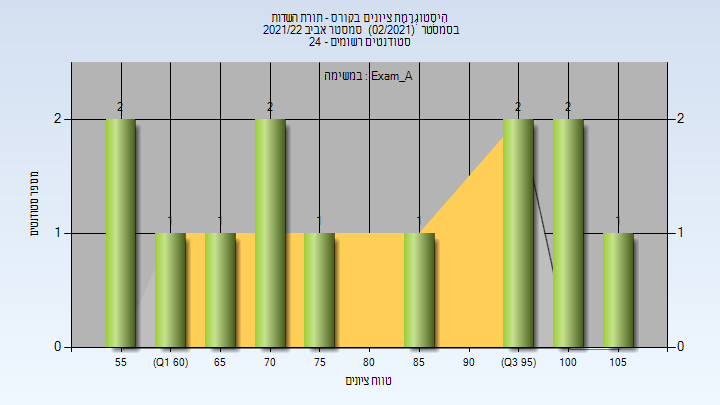 הִיסְטוֹגְרָמַת ציונים בקורס - תורת השדות
בסמסטר (02/2021) סמסטר אביב 2021/22
סטודנטים רשומים - 24
במשימה : Exam_A
מספר סטודנטים
2 2 2 2
1 1 1 1 1
2 2
1 1
0 0
55 (Q1 60) 65 70 75 80 85 90 (Q3 95) 100 105
טווח ציונים